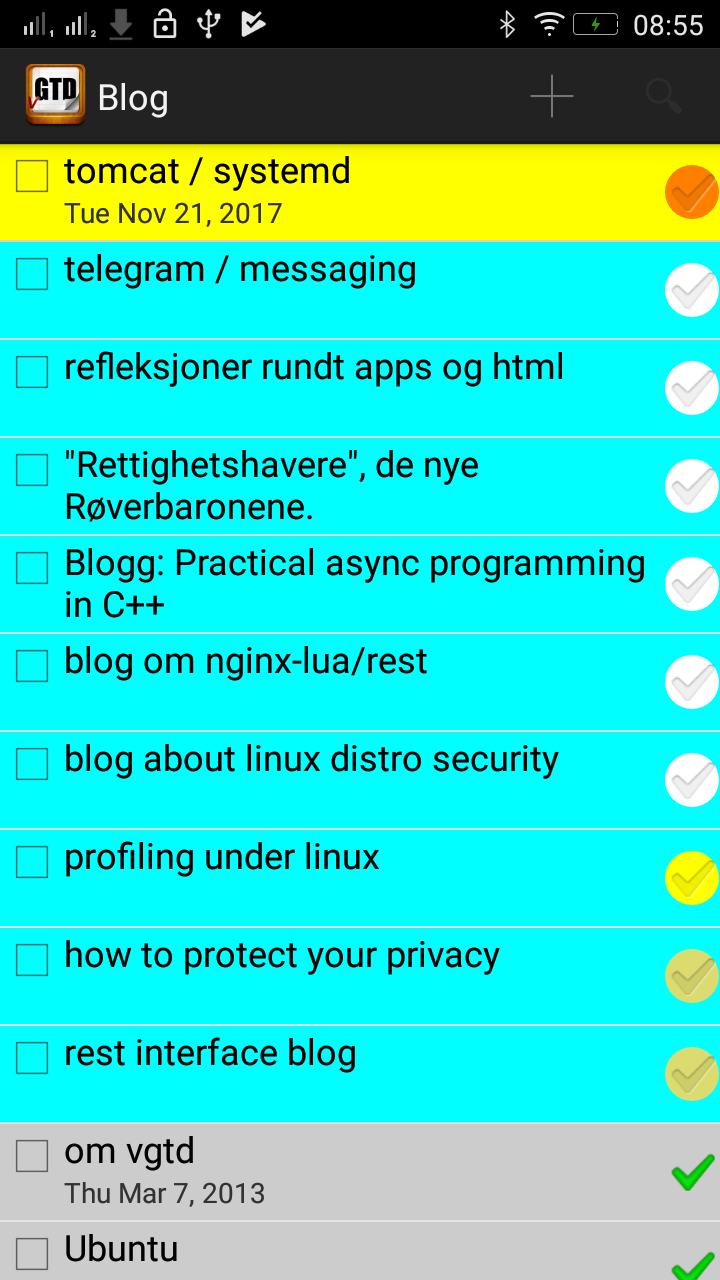 1 2 08:55
GTD Blog
tomcat / systemd
Tue Nov 21, 2017
telegram / messaging
refleksjoner rundt apps og html
"Rettighetshavere", de nye
Røverbaronene.
Blogg: Practical async programming
in C++
blog om nginx-lua/rest
blog about linux distro security
profiling under linux
how to protect your privacy
rest interface blog
om vgtd
Thu Mar 7, 2013
Ubuntu